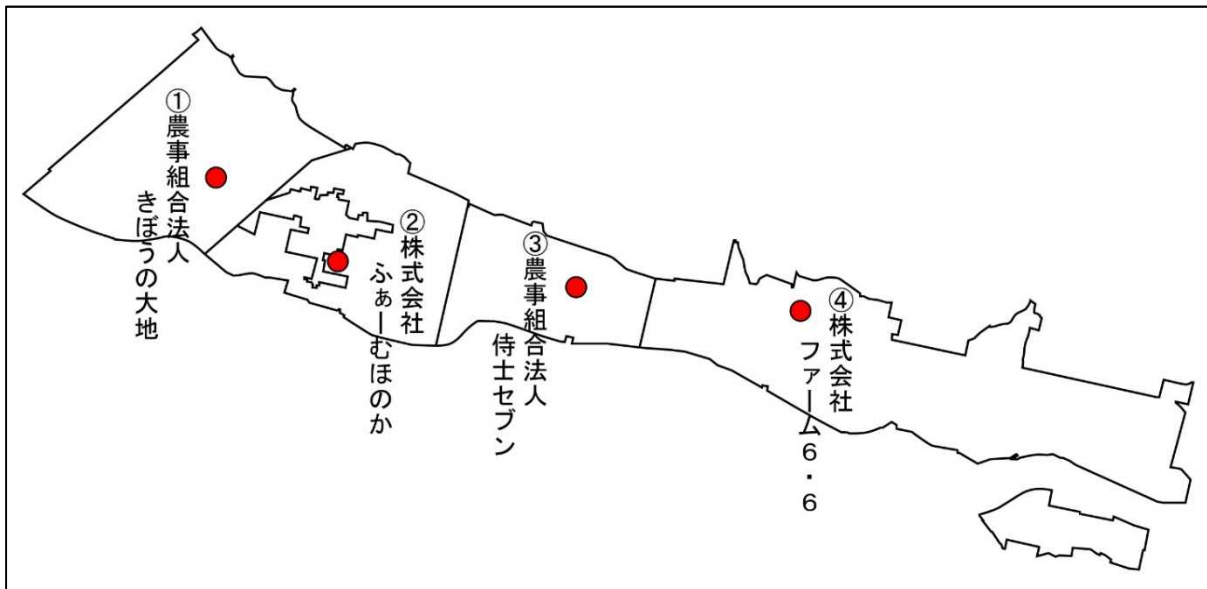 ①農事組合法人
きぼうの大地
②株式会社
ふぁーむほのか
③農事組合法人
侍士セブン
④株式会社
ファーム6・6